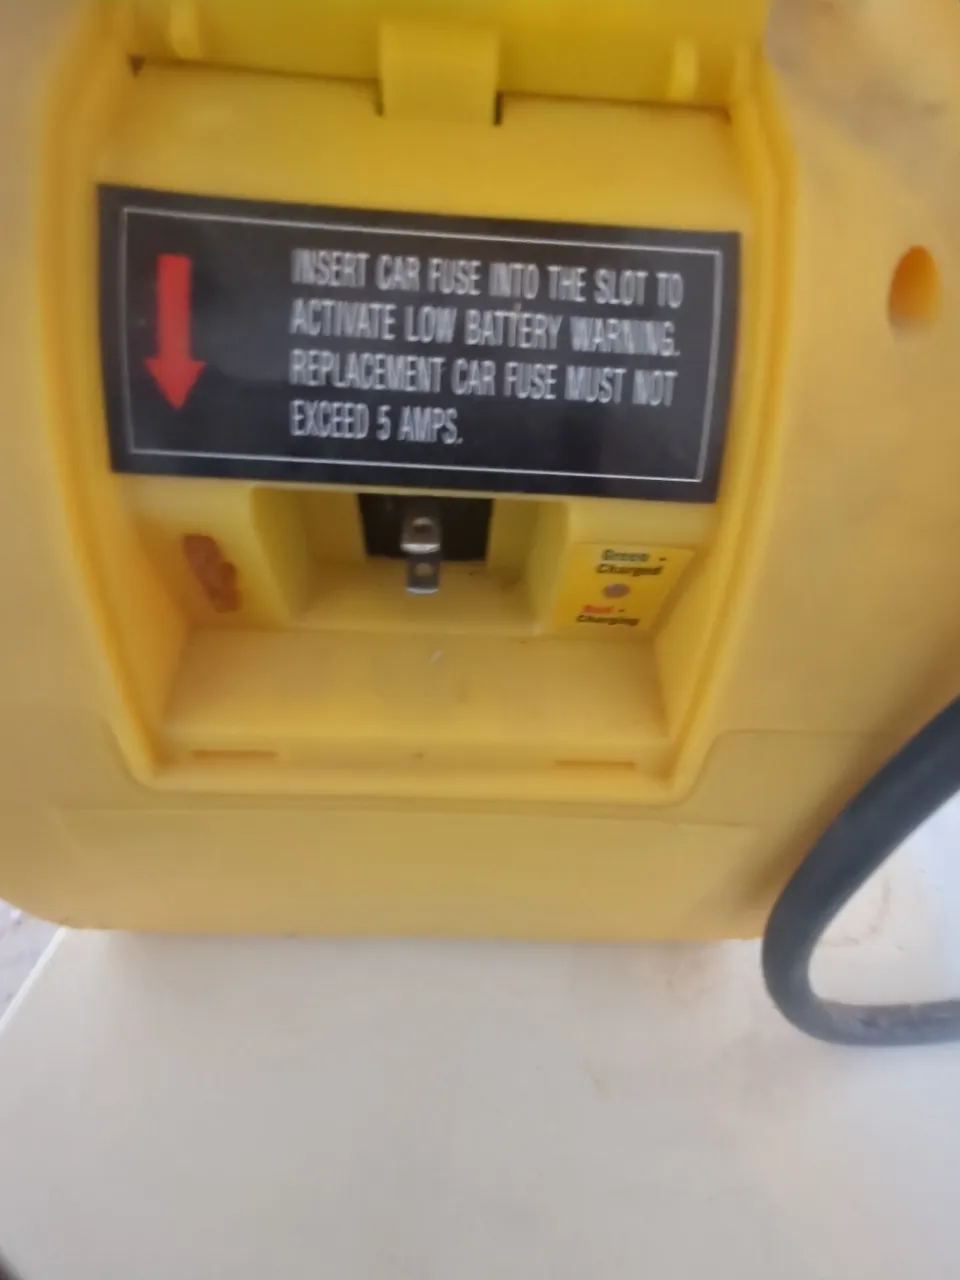 INSERT CAR FUSE INTO THE SLOT TO
ACTIVATE LOW BATTERY WARNING.
REPLACEMENT CAR FUSE MUST NOT
EXCEED 5 AMPS.
Green -
Charged
Red -
Charging